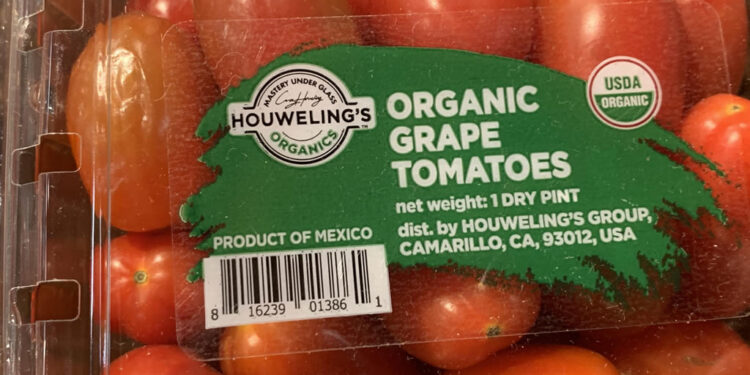 MASTERY UNDER GLASS
HOUWELING'S
ORGANICS
ORGANIC
GRAPE
TOMATOES
net weight: 1 DRY PINT
dist. by HOUWELING'S GROUP,
CAMARILLO, CA, 93012, USA
USDA
ORGANIC
PRODUCT OF MEXICO
8 16239 01386 1